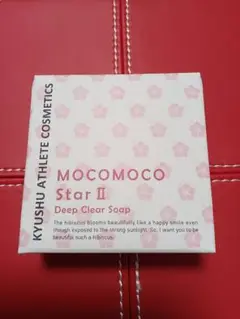 KYUSHU ATHLETE COSMETICS
MOCOMOCO
Star II
Deep Clear Soap
The hibiscus blooms beautifully like a happy smile even
though exposed to the strong sunlight. So, I want you to be
beautiful such a hibiscus.